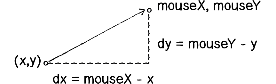 mouseX, mouseY
dy = mouseY - y
(x,y)
dx = mouseX - x